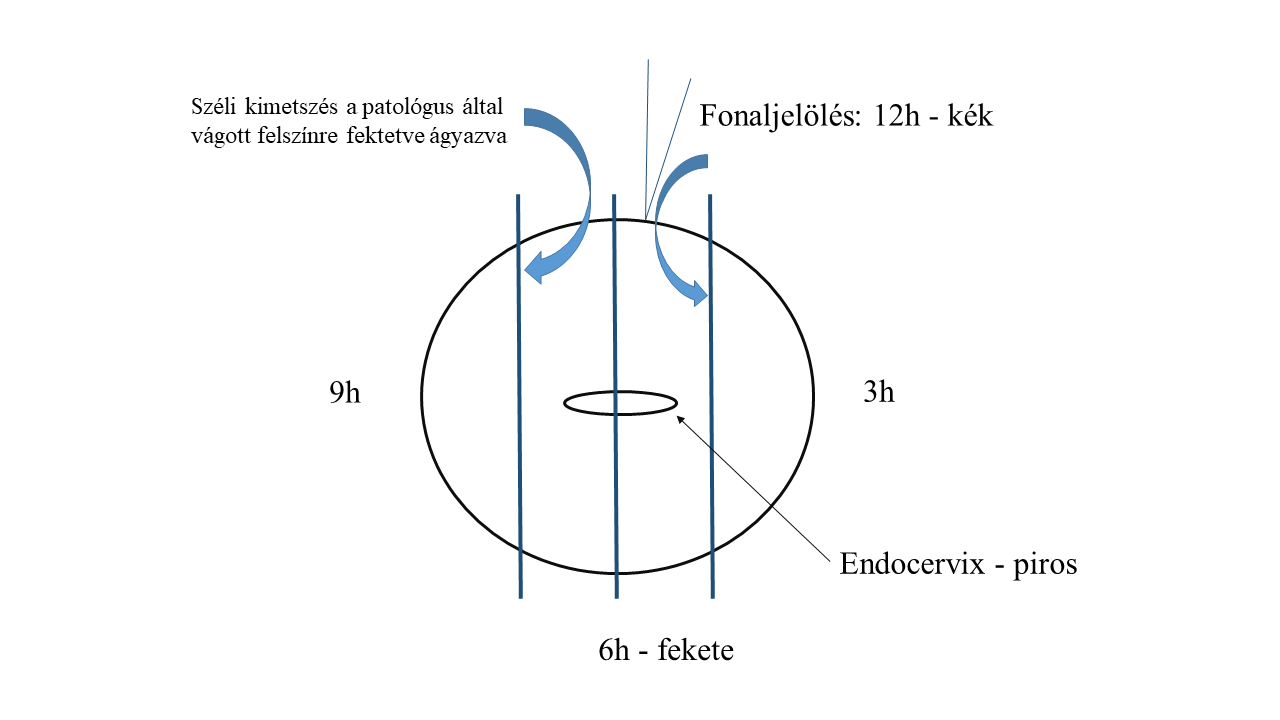 Széli kimetszés a patológus által
vágott felszínre fektetve ágyazva
Fonaljelölés: 12h - kék
9h
3h
Endocervix - piros
6h - fekete